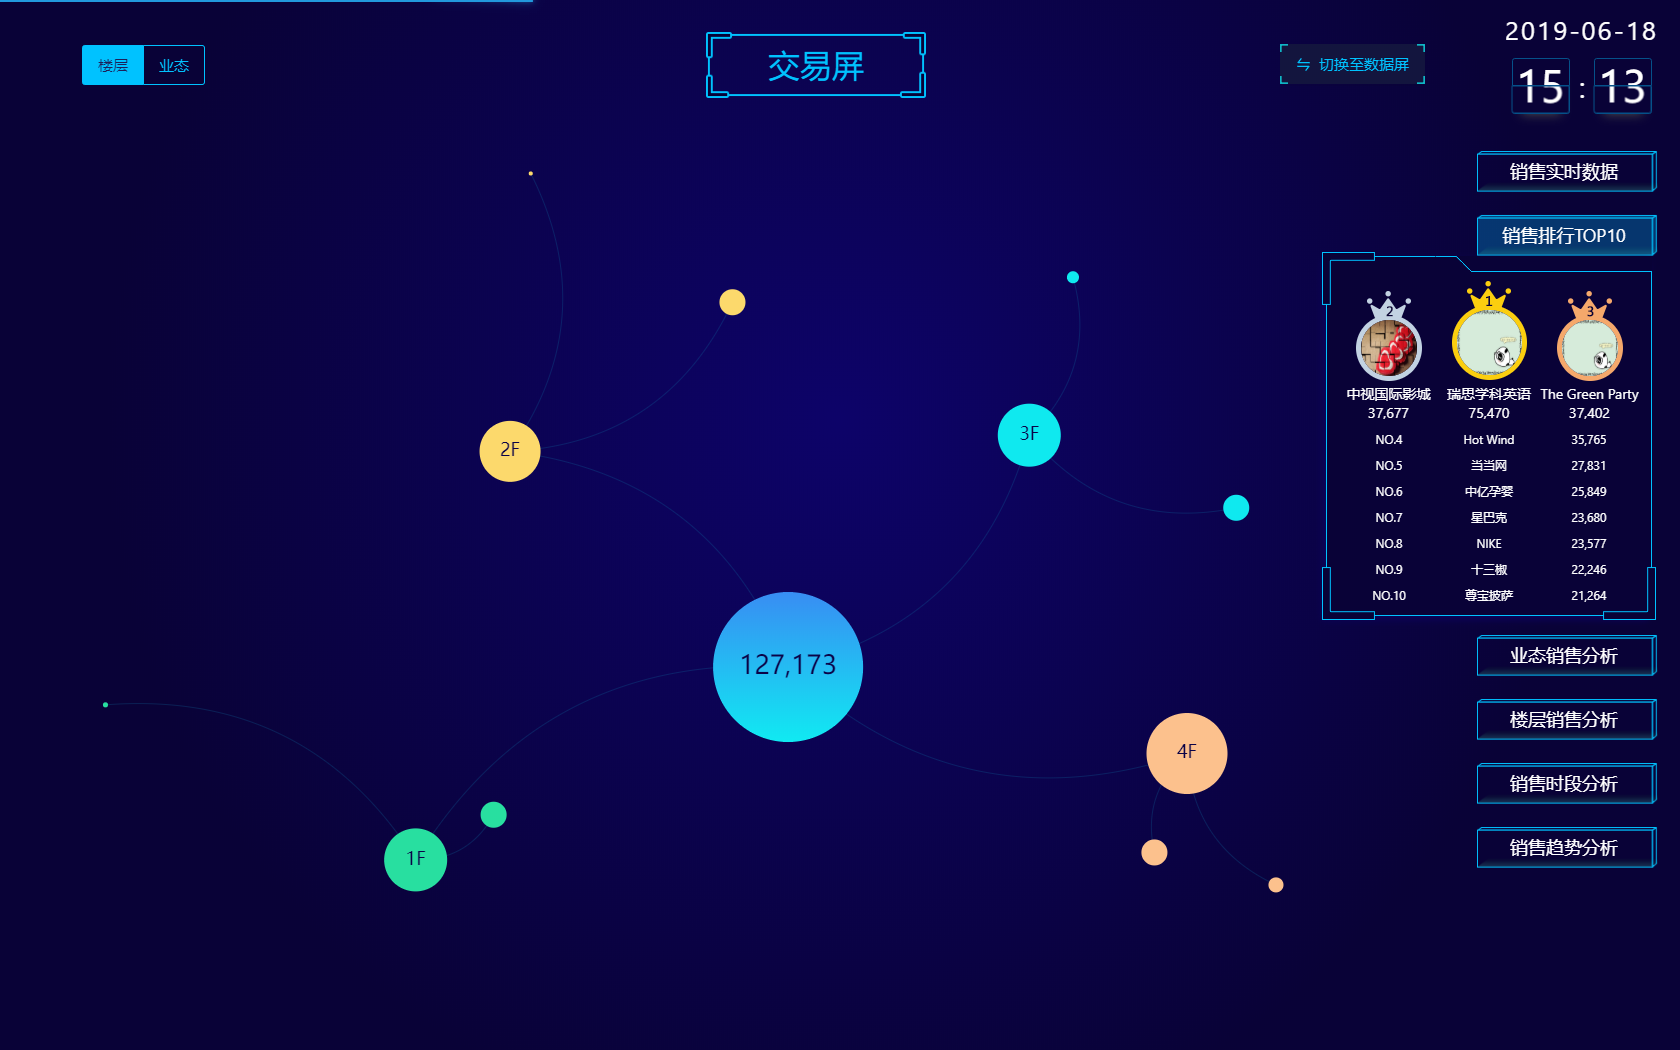 楼层 业态
交易屏
⇋ 切换至数据屏
2019-06-18
15 : 13
销售实时数据
销售排行TOP10
2 1 3
中视国际影城 瑞思学科英语 The Green Party
37,677 75,470 37,402
NO.4 Hot Wind 35,765
NO.5 当当网 27,831
NO.6 中亿孕婴 25,849
NO.7 星巴克 23,680
NO.8 NIKE 23,577
NO.9 十三椒 22,246
NO.10 尊宝披萨 21,264
业态销售分析
楼层销售分析
销售时段分析
销售趋势分析
2F
3F
127,173
4F
1F